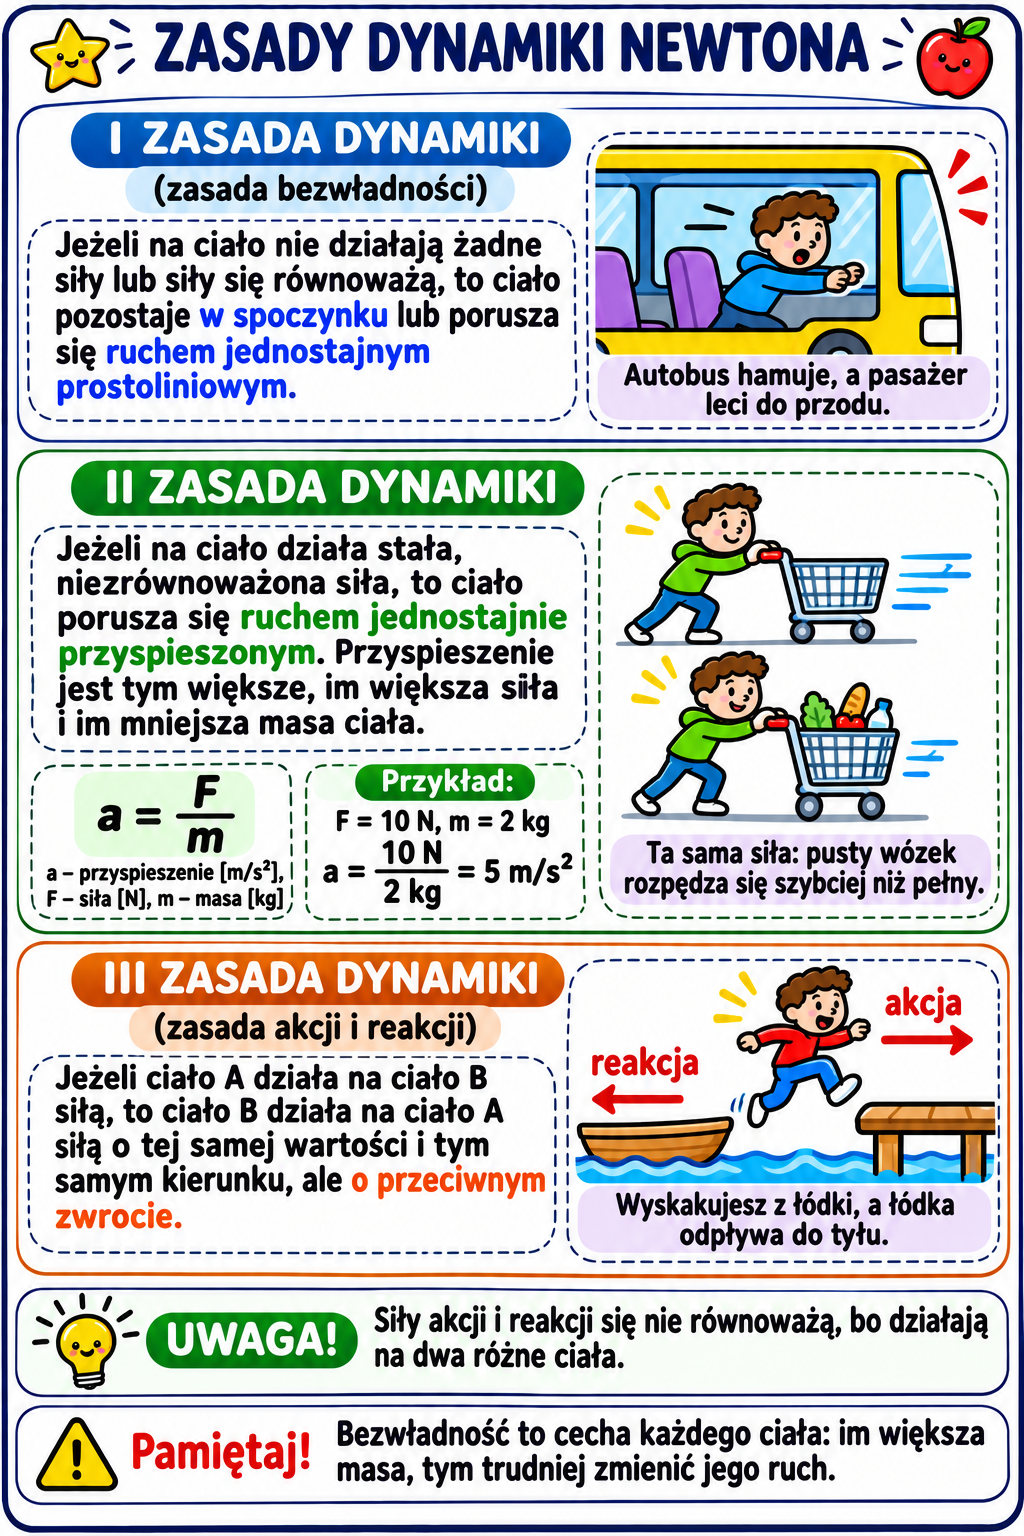 ZASADY DYNAMIKI NEWTONA
I ZASADA DYNAMIKI
(zasada bezwładności)
Jeżeli na ciało nie działają żadne
siły lub siły się równoważą, to ciało
pozostaje w spoczynku lub porusza
się ruchem jednostajnym
prostoliniowym.
Autobus hamuje, a pasażer
leci do przodu.
II ZASADA DYNAMIKI
Jeżeli na ciało działa stała,
niezrównoważona siła, to ciało
porusza się ruchem jednostajnie
przyspieszonym. Przyspieszenie
jest tym większe, im większa siła
i im mniejsza masa ciała.
a = F/m
a – przyspieszenie [m/s²],
F – siła [N], m – masa [kg]
Przykład:
F = 10 N, m = 2 kg
a = 10 N/2 kg = 5 m/s²
Ta sama siła: pusty wózek
rozpędza się szybciej niż pełny.
III ZASADA DYNAMIKI
(zasada akcji i reakcji)
Jeżeli ciało A działa na ciało B
siłą, to ciało B działa na ciało A
siłą o tej samej wartości i tym
samym kierunku, ale o przeciwnym
zwrocie.
akcja
reakcja
Wyskakujesz z łódki, a łódka
odpływa do tyłu.
UWAGA!
Siły akcji i reakcji się nie równoważą, bo działają
na dwa różne ciała.
Pamiętaj!
Bezwładność to cecha każdego ciała: im większa
masa, tym trudniej zmienić jego ruch.